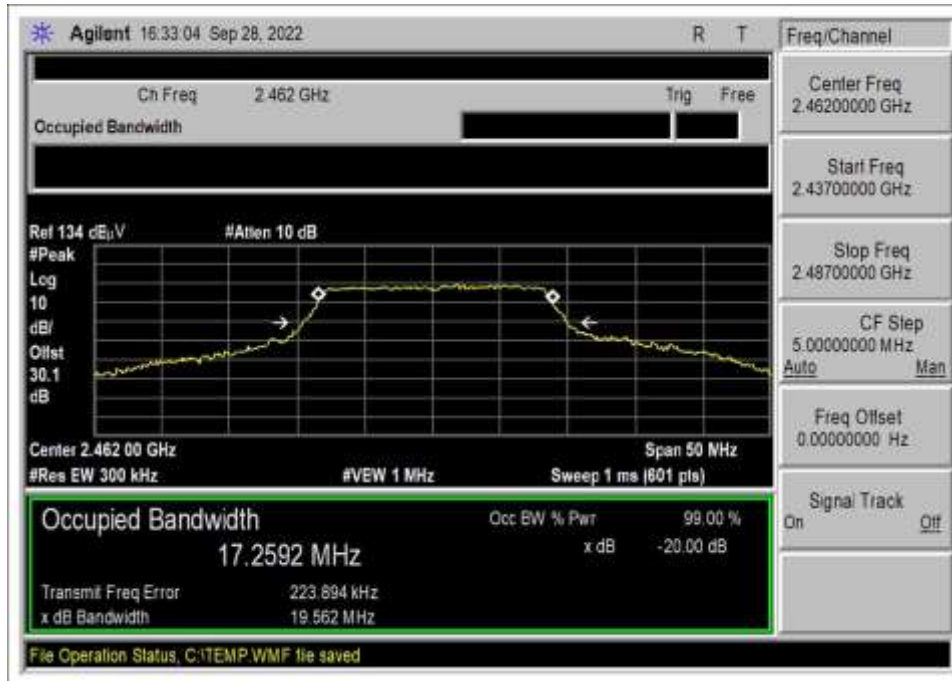 Agilent 16:33:04 Sep 28, 2022 R T
Freq/Channel
Ch Freq 2.462 GHz Trig Free
Occupied Bandwidth
Center Freq
2.46200000 GHz
Start Freq
2.43700000 GHz
Stop Freq
2.48700000 GHz
CF Step
5.00000000 MHz
Auto Man
Freq Offset
0.00000000 Hz
Signal Track
On Off
Ref 134 dBµV #Atten 10 dB
#Peak
Log
10
dB/
Offst
30.1
dB
Center 2.462 00 GHz Span 50 MHz
#Res BW 300 kHz #VBW 1 MHz Sweep 1 ms (601 pts)
Occupied Bandwidth Occ BW % Pwr 99.00 %
17.2592 MHz x dB -20.00 dB
Transmit Freq Error 223.894 kHz
x dB Bandwidth 19.562 MHz
File Operation Status, C:\TEMP.WMF file saved